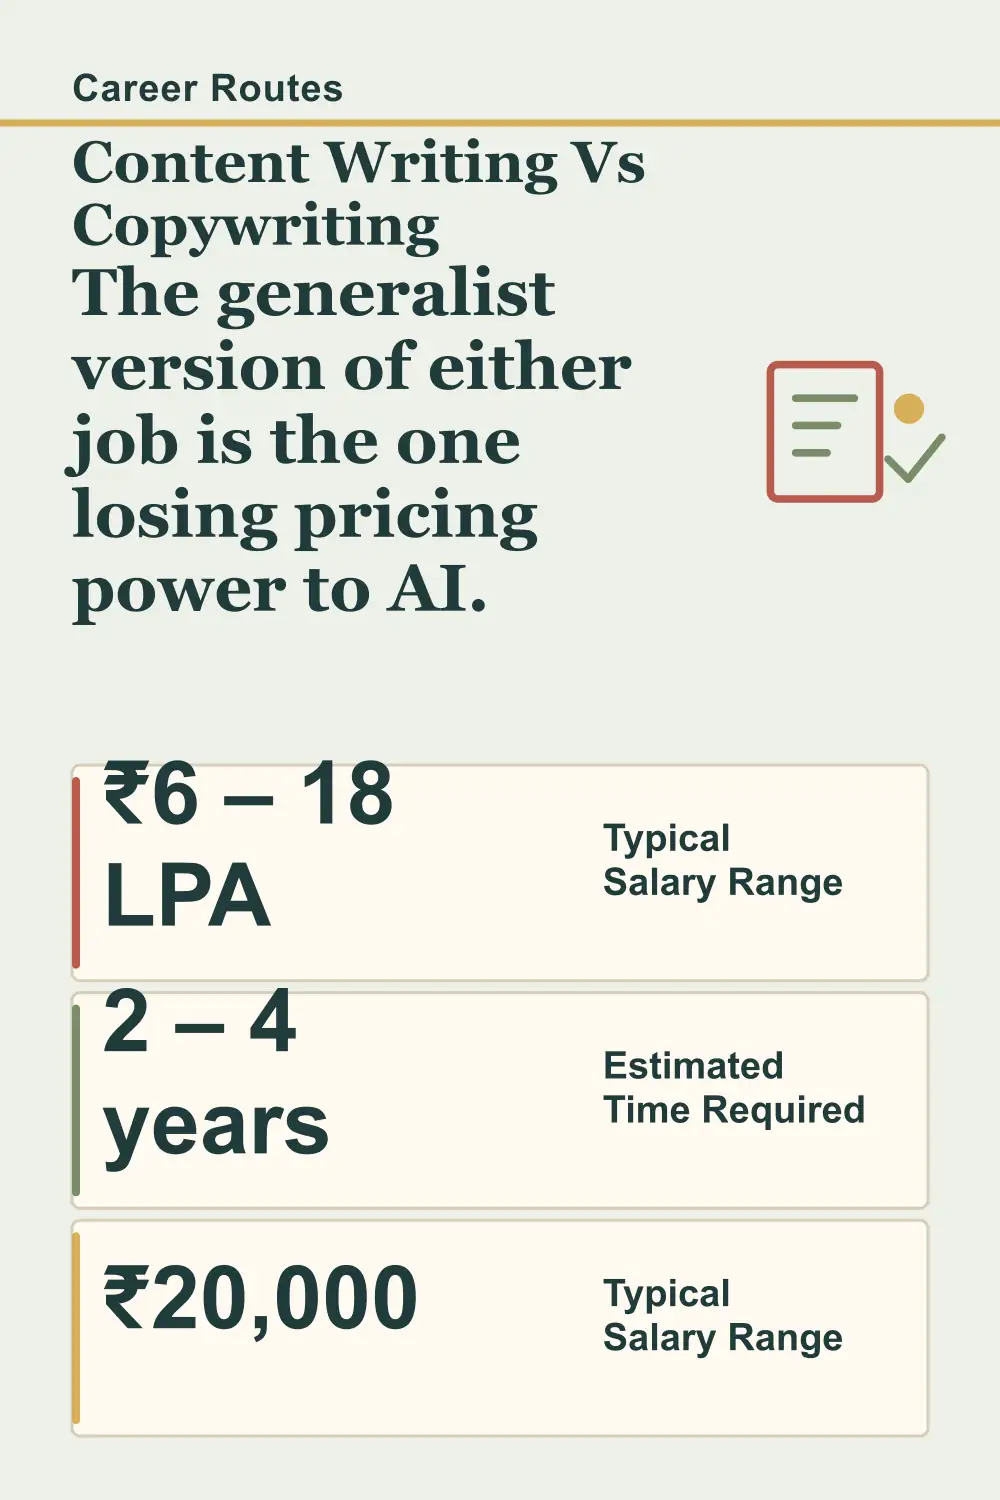 Career Routes
Content Writing Vs
Copywriting
The generalist
version of either
job is the one
losing pricing
power to AI.
₹6 – 18
LPA
Typical
Salary Range
2 – 4
years
Estimated
Time Required
₹20,000
Typical
Salary Range